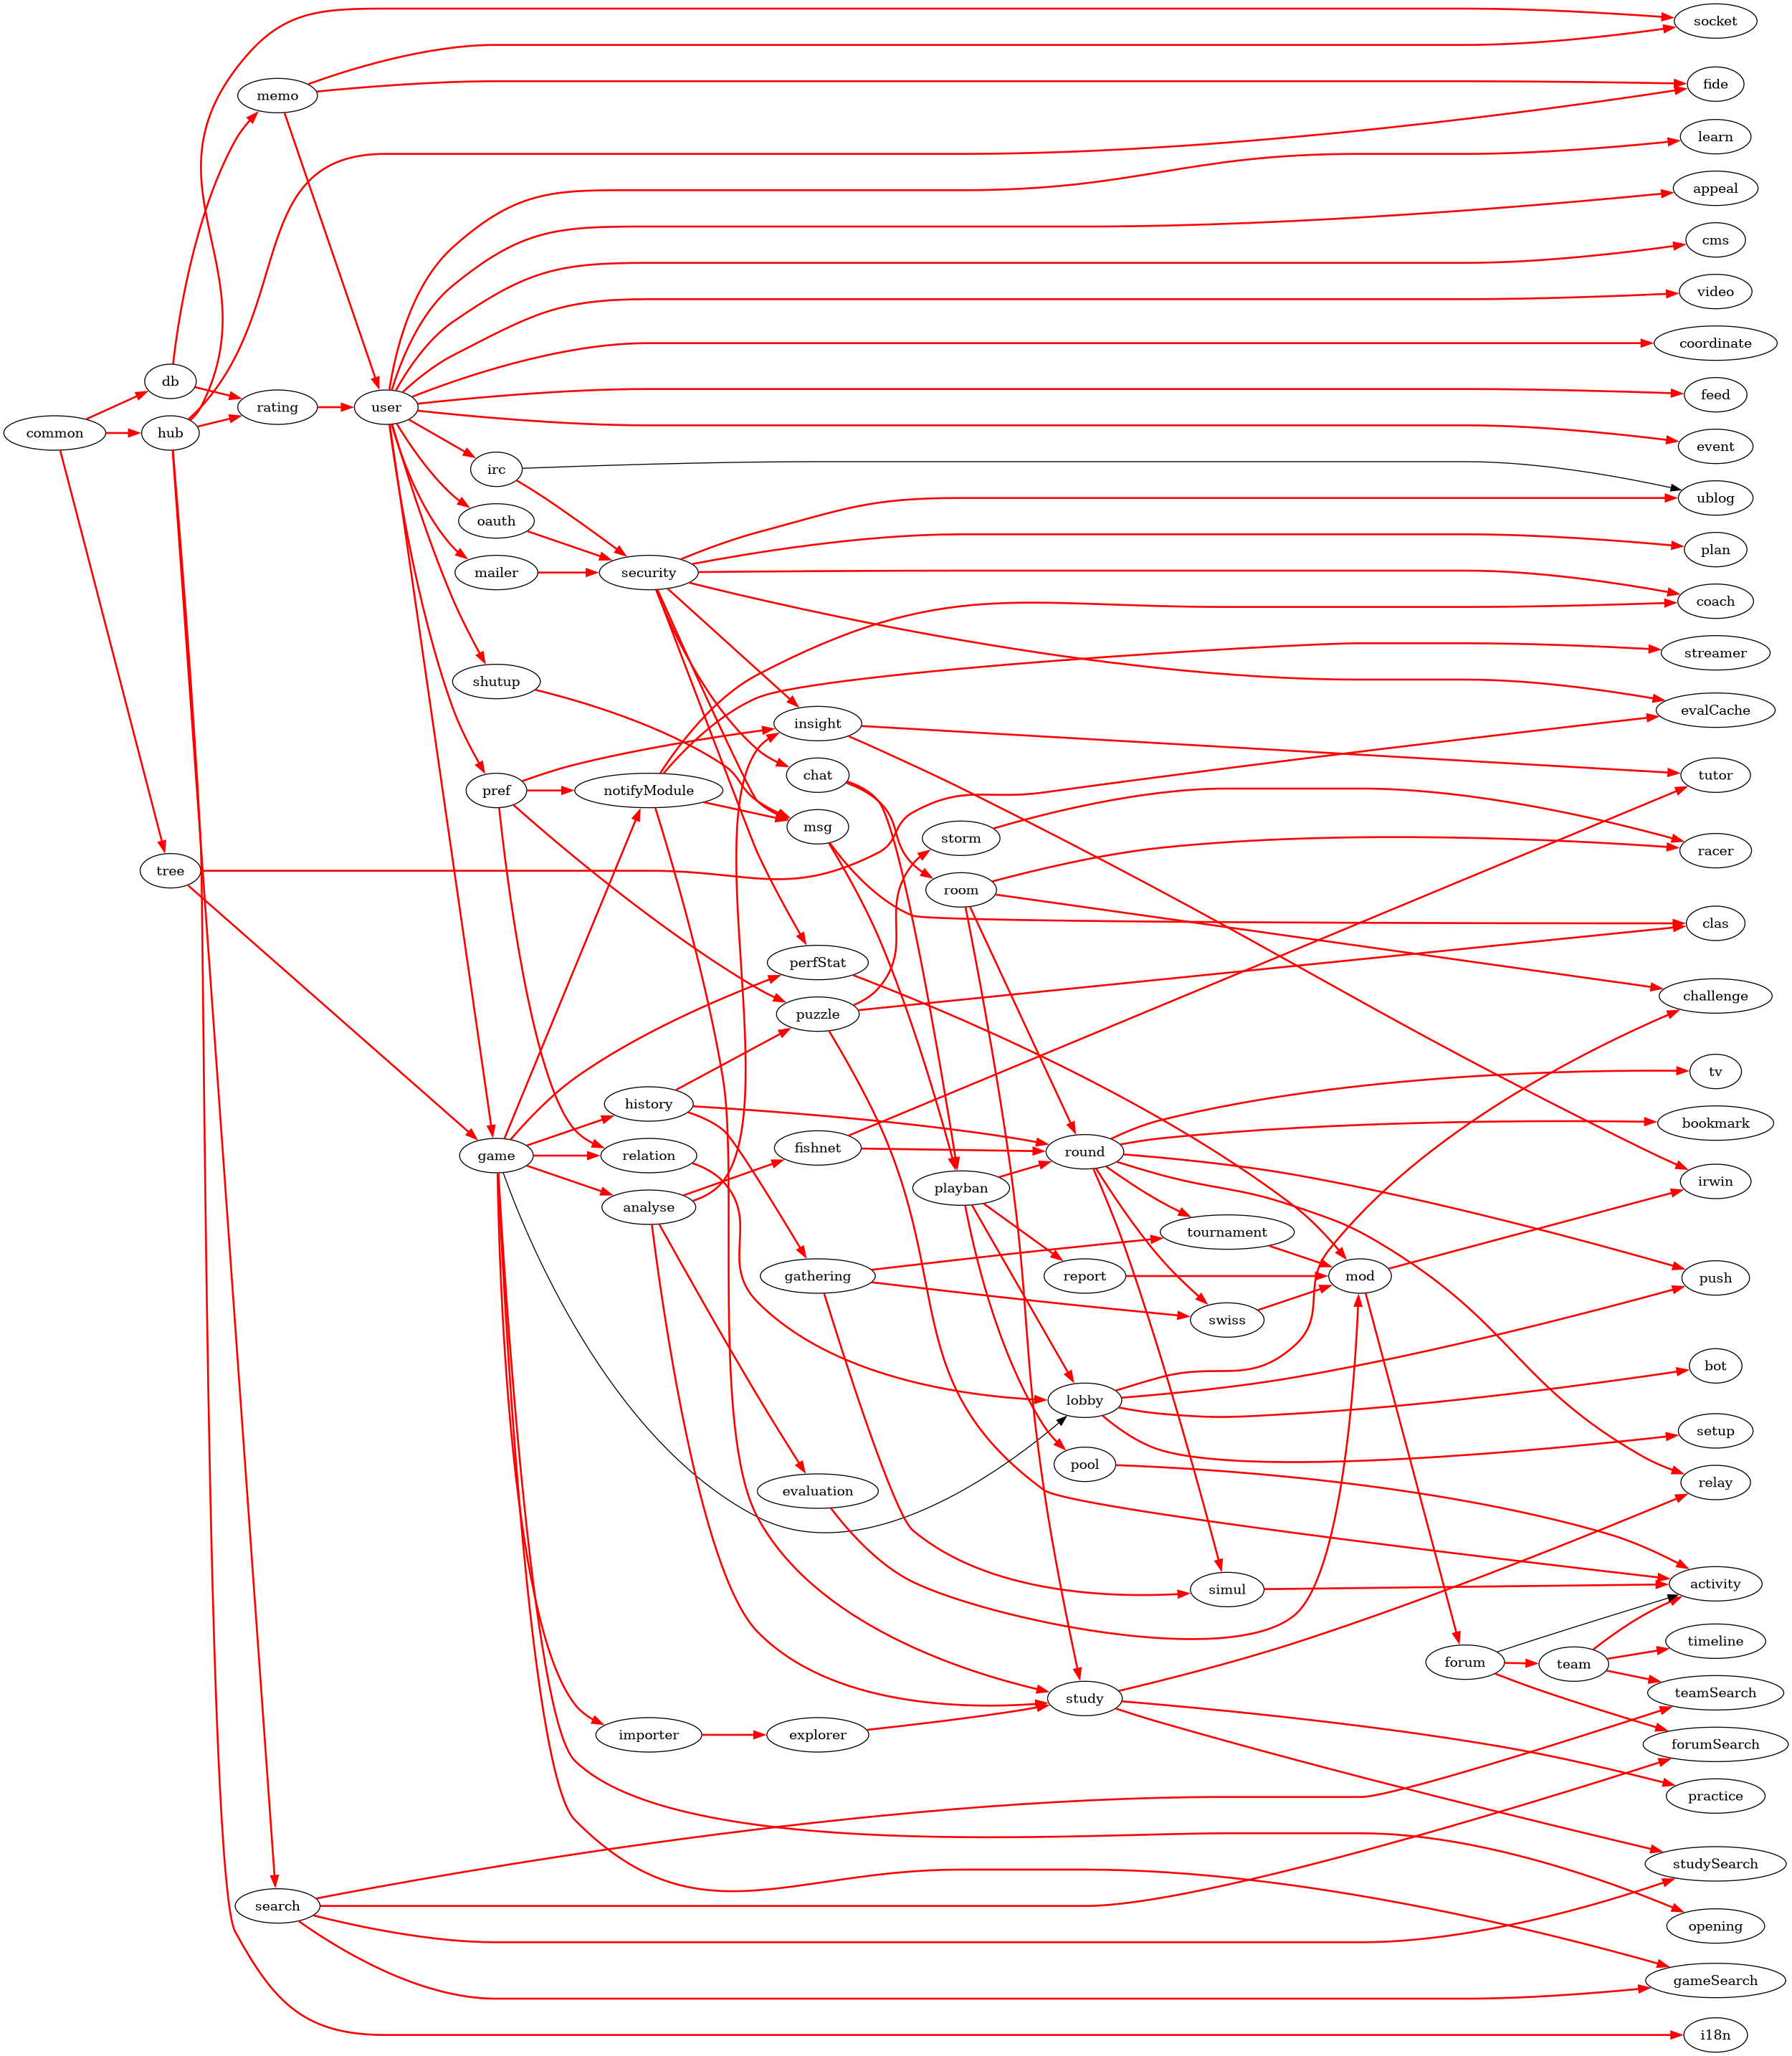 socket
memo
fide
learn
appeal
cms
video
coordinate
db
feed
rating
user
common
hub
event
irc
ublog
oauth
plan
mailer
security
coach
streamer
shutup
evalCache
insight
chat
tutor
pref
notifyModule
msg
storm
racer
tree
room
clas
perfStat
challenge
puzzle
tv
history
bookmark
fishnet
round
game
relation
irwin
playban
analyse
tournament
gathering
report
mod
push
swiss
bot
lobby
setup
pool
relay
evaluation
activity
simul
timeline
forum
team
teamSearch
study
importer
explorer
forumSearch
practice
studySearch
search
opening
gameSearch
i18n